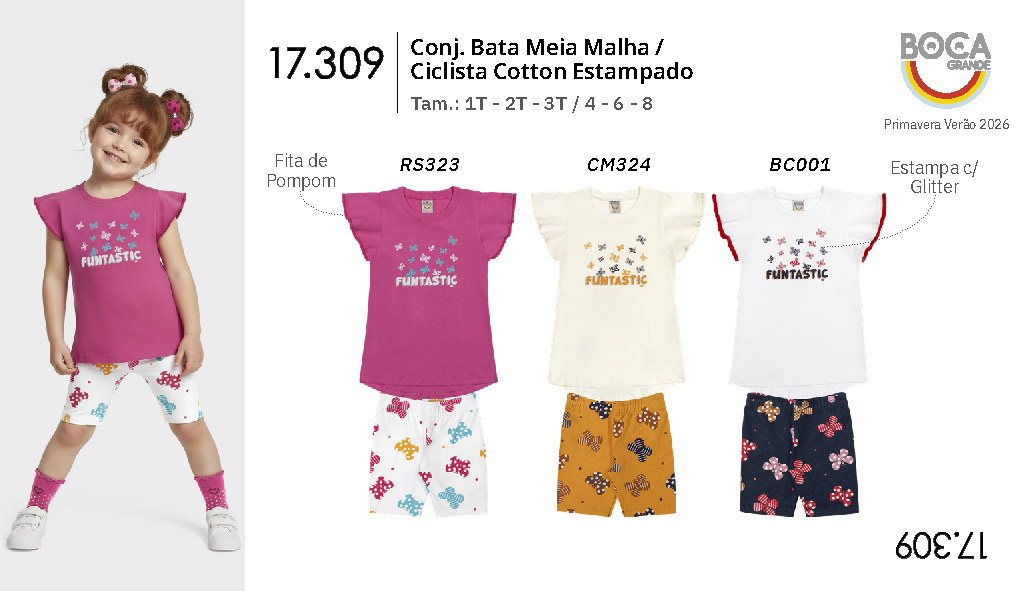 17.309
Conj. Bata Meia Malha /
Ciclista Cotton Estampado
Tam.: 1T - 2T - 3T / 4 - 6 - 8
BOCA
GRANDE
Primavera Verão 2026
Fita de
Pompom
RS323
CM324
BC001
Estampa c/
Glitter
FUNTASTIC
FUNTASTIC
FUNTASTIC
FUNTASTIC
17.309